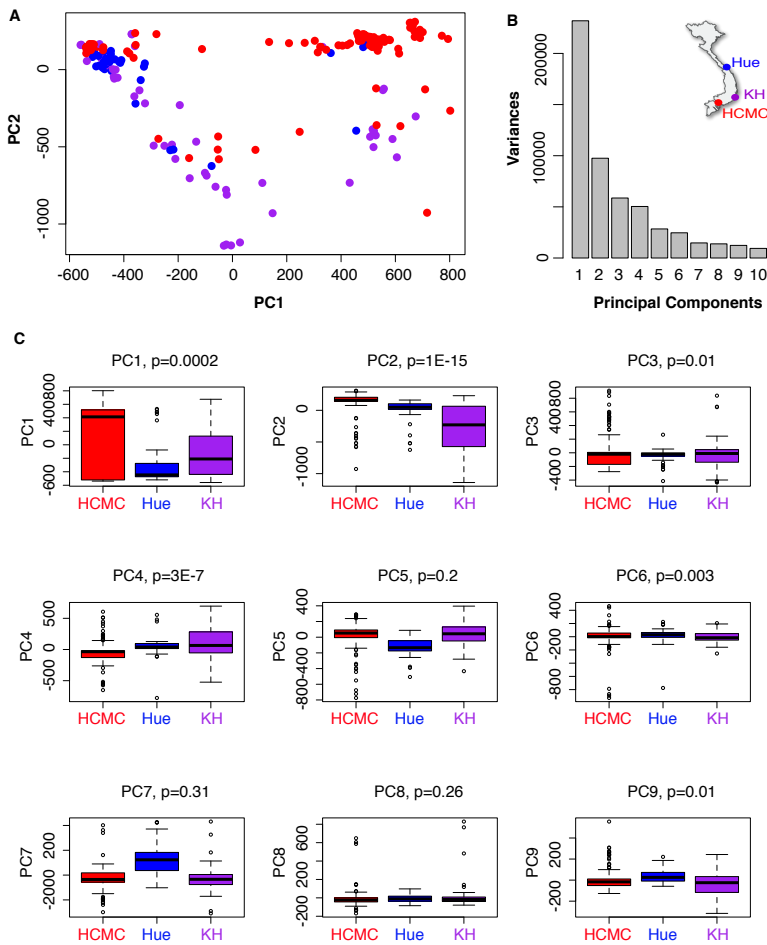 A
PC2
0
-500
-1000
-600 -400 -200 0 200 400 600 800
PC1
B
Variances
0 100000 200000
1 2 3 4 5 6 7 8 9 10
Principal Components
Hue
KH
HCMC
C
PC1, p=0.0002
PC1
-600 0 400800
HCMC Hue KH
PC2, p=1E-15
PC2
-1000 0
HCMC Hue KH
PC3, p=0.01
PC3
-400 0 400800
HCMC Hue KH
PC4, p=3E-7
PC4
-500 0 500
HCMC Hue KH
PC5, p=0.2
PC5
-800 -400 0 400
HCMC Hue KH
PC6, p=0.003
PC6
-800 -200 0 400
HCMC Hue KH
PC7, p=0.31
PC7
-2000 200
HCMC Hue KH
PC8, p=0.26
PC8
-200 200 600
HCMC Hue KH
PC9, p=0.01
PC9
-200 200
HCMC Hue KH